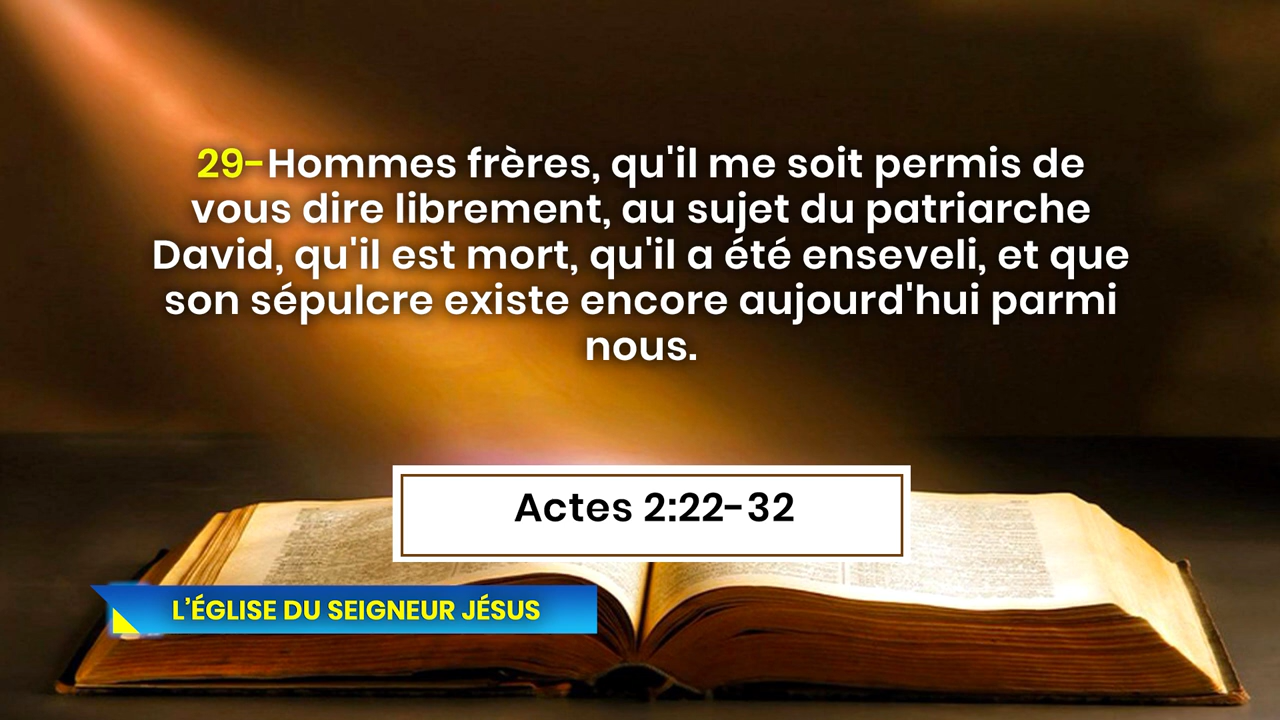 29-Hommes frères, qu'il me soit permis de
vous dire librement, au sujet du patriarche
David, qu'il est mort, qu'il a été enseveli, et que
son sépulcre existe encore aujourd'hui parmi
nous.
Actes 2:22-32
L'ÉGLISE DU SEIGNEUR JÉSUS